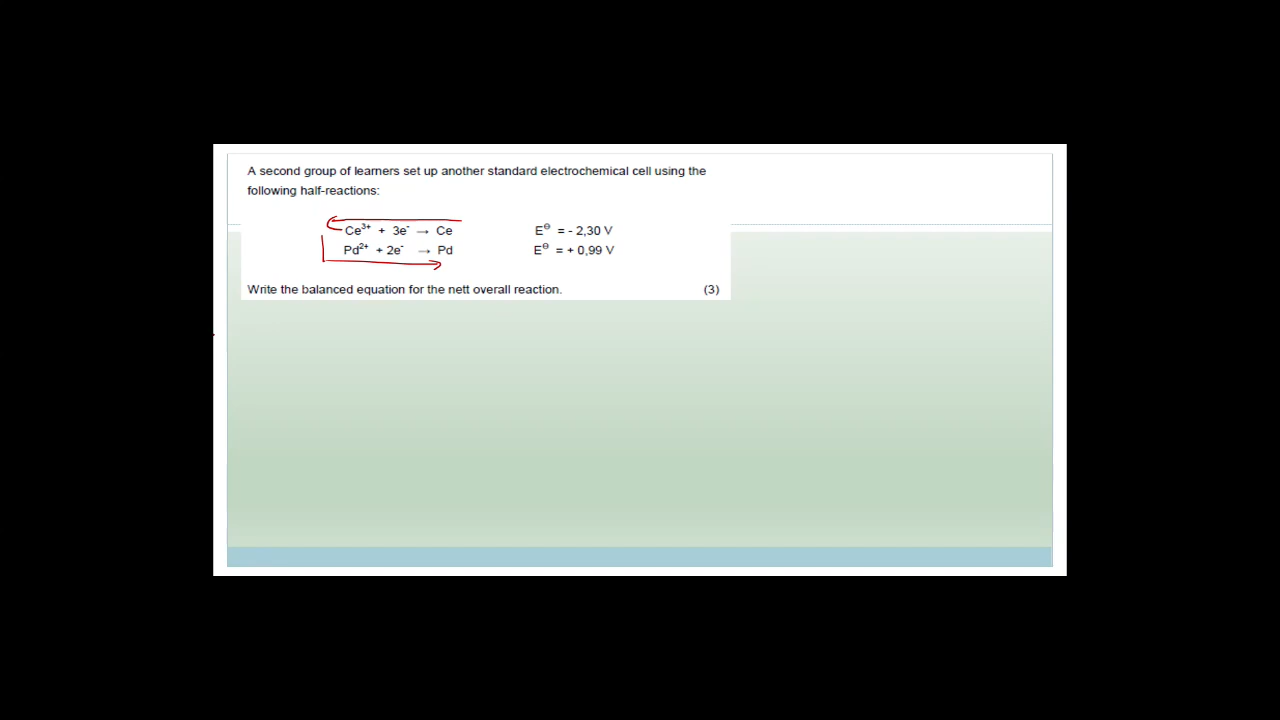 A second group of learners set up another standard electrochemical cell using the
following half-reactions:
Ce³⁺ + 3e⁻ → Ce E⊖ = - 2,30 V
Pd²⁺ + 2e⁻ → Pd E⊖ = + 0,99 V
Write the balanced equation for the nett overall reaction. (3)